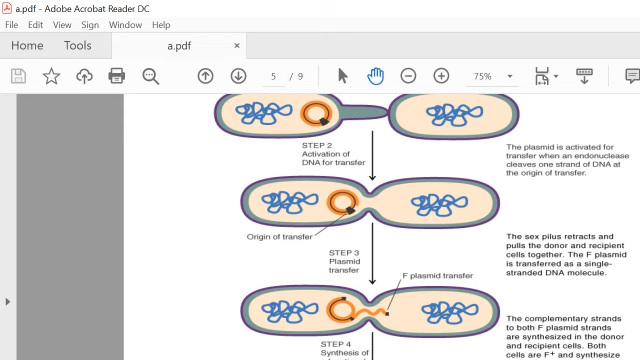 a.pdf - Adobe Acrobat Reader DC
File Edit View Sign Window Help
Home Tools a.pdf ×
5 / 9 75%
STEP 2
Activation of
DNA for transfer
The plasmid is activated for
transfer when an endonuclease
cleaves one strand of DNA at
the origin of transfer.
Origin of transfer
STEP 3
Plasmid
transfer
The sex pilus retracts and
pulls the donor and recipient
cells together. The F plasmid
is transferred as a single-
stranded DNA molecule.
F plasmid transfer
STEP 4
Synthesis of
The complementary strands
to both F plasmid strands
are synthesized in the donor
and recipient cells. Both
cells are F+ and synthesize